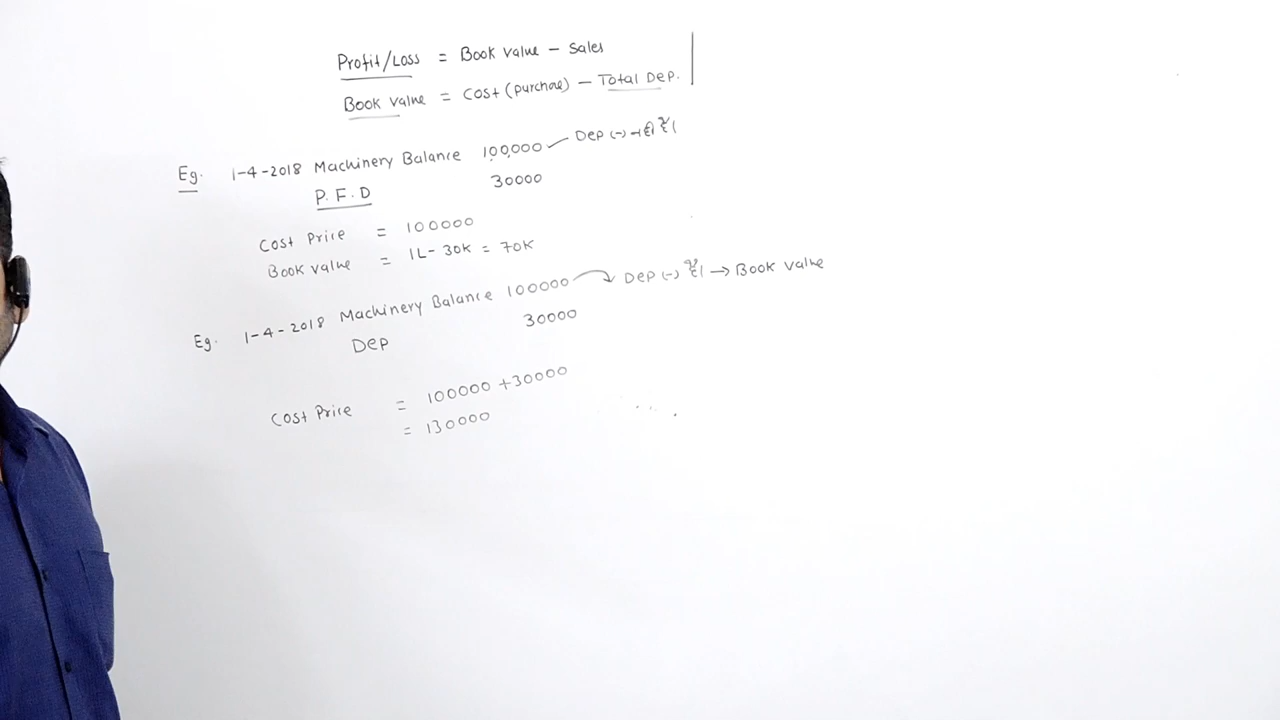 Profit/Loss = Book value - Sales
Book value = Cost (purchae) - Total Dep.
Eg. 1-4-2018 Machinery Balance 100,000 Dep (-)
P.F.D 30000
Cost Price = 100000
Book value = 1L - 30K = 70K
Eg. 1-4-2018 Machinery Balance 100000 → Dep (-) → Book value
Dep 30000
Cost Price = 100000 + 30000
= 130000